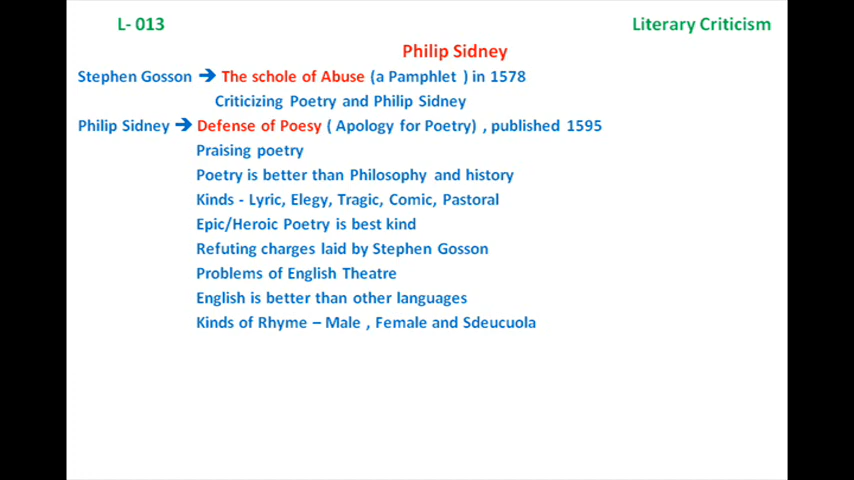 L- 013
Literary Criticism
Philip Sidney
Stephen Gosson ➔ The schole of Abuse (a Pamphlet ) in 1578
Criticizing Poetry and Philip Sidney
Philip Sidney ➔ Defense of Poesy ( Apology for Poetry) , published 1595
Praising poetry
Poetry is better than Philosophy and history
Kinds - Lyric, Elegy, Tragic, Comic, Pastoral
Epic/Heroic Poetry is best kind
Refuting charges laid by Stephen Gosson
Problems of English Theatre
English is better than other languages
Kinds of Rhyme – Male , Female and Sdeucuola